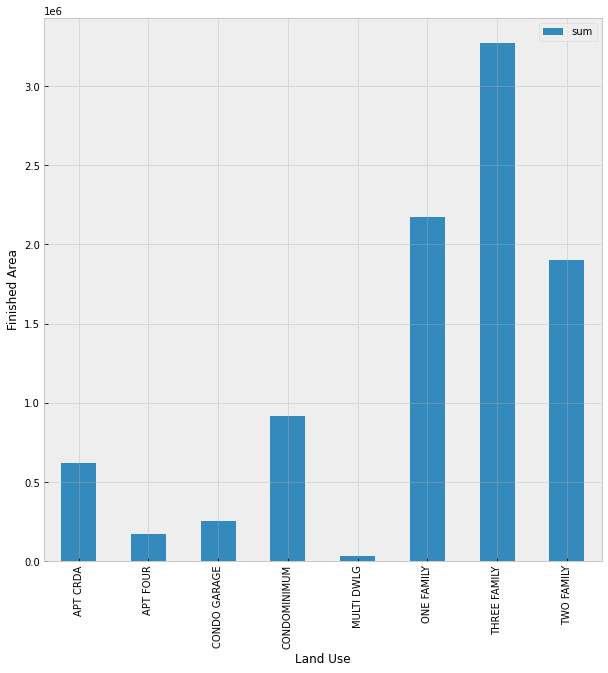 1e6
sum
3.0
2.5
2.0
1.5
1.0
0.5
0.0
Finished Area
APT CRDA
APT FOUR
CONDO GARAGE
CONDOMINIMUM
MULTI DWLG
ONE FAMILY
THREE FAMILY
TWO FAMILY
Land Use